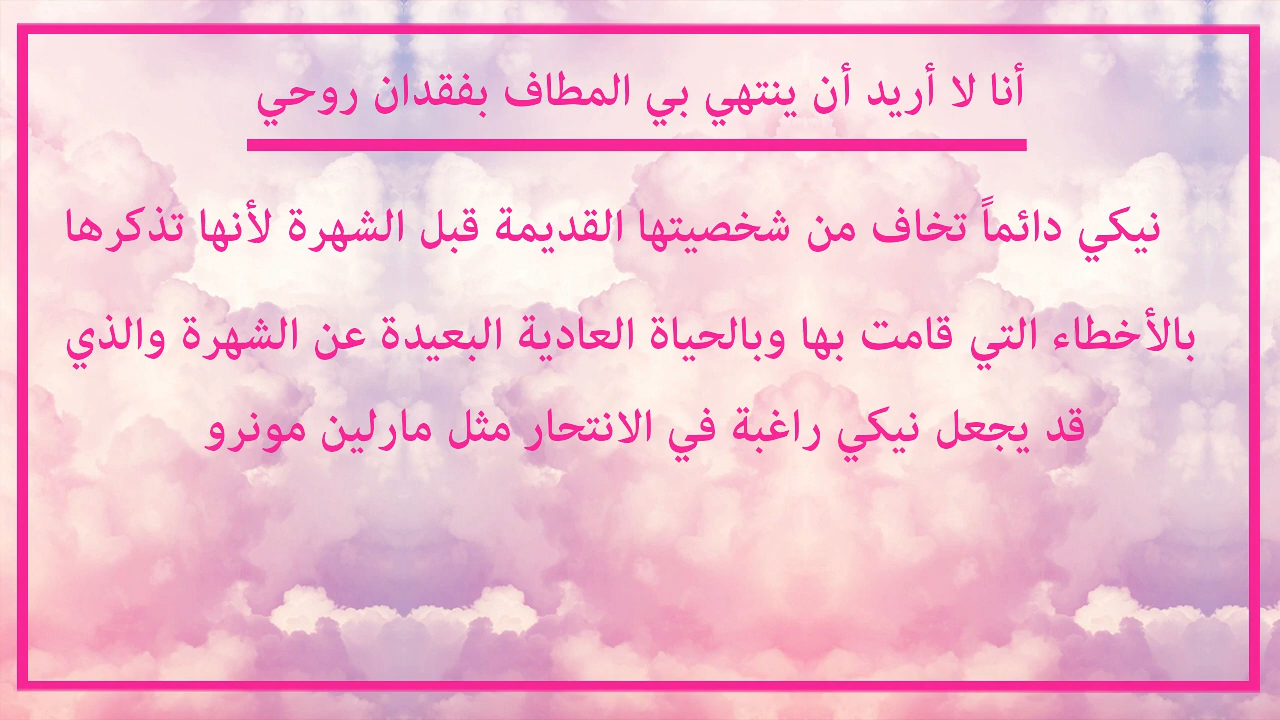 أنا لا أريد أن ينتهي بي المطاف بفقدان روحي
نيكي دائماً تخاف من شخصيتها القديمة قبل الشهرة لأنها تذكرها
بالأخطاء التي قامت بها وبالحياة العادية البعيدة عن الشهرة والذي
قد يجعل نيكي راغبة في الانتحار مثل مارلين مونرو